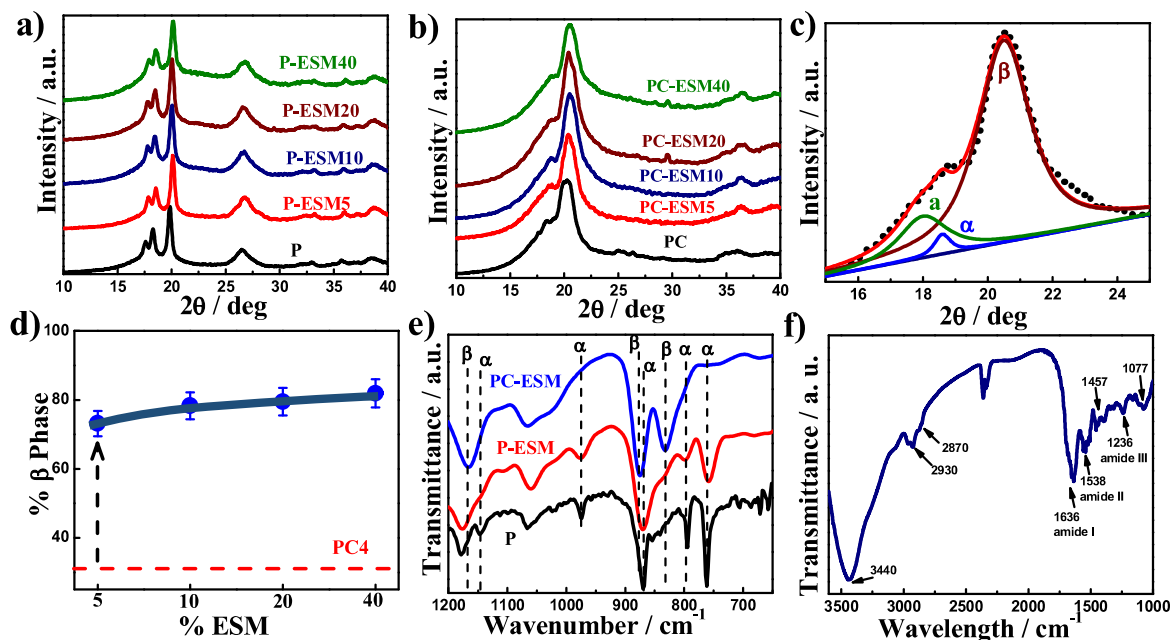 a)
Intensity / a.u.
P-ESM40
P-ESM20
P-ESM10
P-ESM5
P
10 15 20 25 30 35 40
2θ / deg
b)
Intensity / a.u.
PC-ESM40
PC-ESM20
PC-ESM10
PC-ESM5
PC
10 15 20 25 30 35 40
2θ / deg
c)
Intensity / a.u.
β
a
α
16 18 20 22 24
2θ / deg
d)
% β Phase
100
80
60
40
PC4
5 10 20 40
% ESM
e)
Transmittance / a.u.
β α α β α β α α
PC-ESM
P-ESM
P
1200 1100 1000 900 800 700
Wavenumber / cm⁻¹
f)
Transmittance / a.u.
1457
1077
2870
2930
1236
amide III
1538
amide II
1636
amide I
3440
3500 3000 2500 2000 1500 1000
Wavelength / cm⁻¹